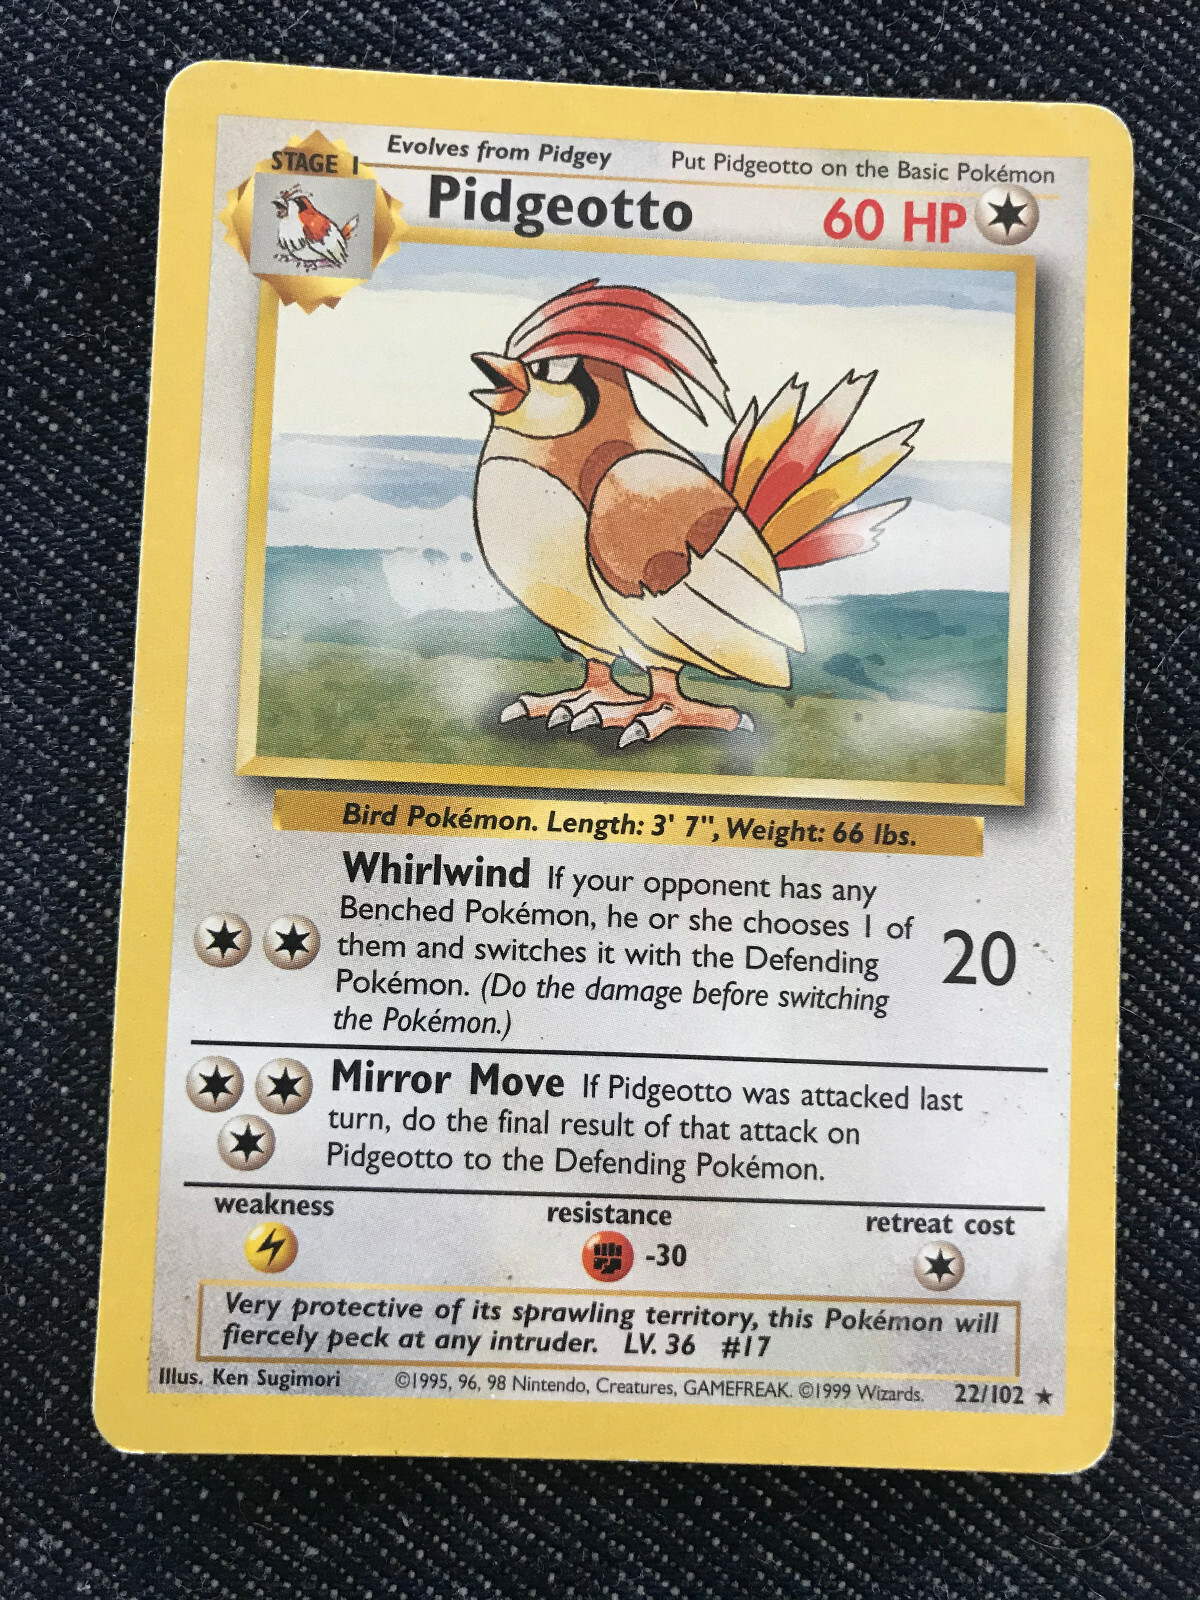 Evolves from Pidgey Put Pidgeotto on the Basic Pokémon
STAGE 1
Pidgeotto 60 HP
Bird Pokémon. Length: 3' 7", Weight: 66 lbs.
Whirlwind If your opponent has any
Benched Pokémon, he or she chooses 1 of
them and switches it with the Defending 20
Pokémon. (Do the damage before switching
the Pokémon.)
Mirror Move If Pidgeotto was attacked last
turn, do the final result of that attack on
Pidgeotto to the Defending Pokémon.
weakness resistance retreat cost
-30
Very protective of its sprawling territory, this Pokémon will
fiercely peck at any intruder. LV. 36 #17
Illus. Ken Sugimori ©1995, 96, 98 Nintendo, Creatures, GAMEFREAK. ©1999 Wizards. 22/102 ★